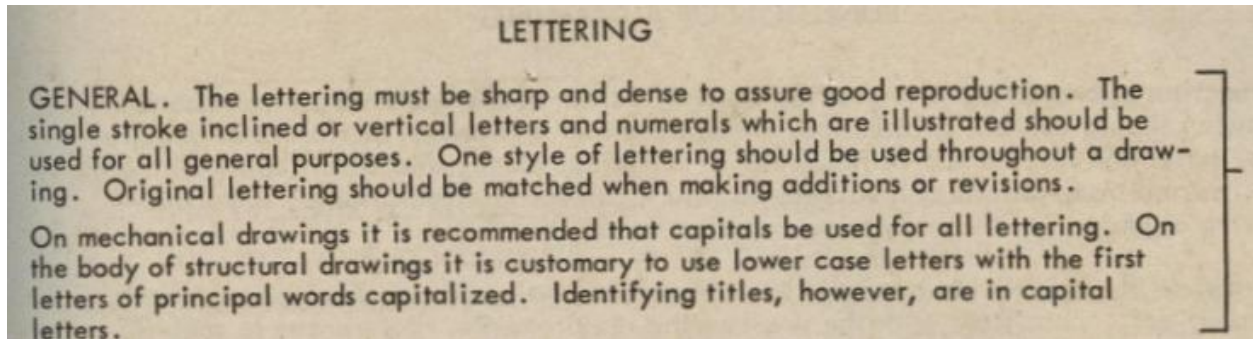 LETTERING
GENERAL. The lettering must be sharp and dense to assure good reproduction. The
single stroke inclined or vertical letters and numerals which are illustrated should be
used for all general purposes. One style of lettering should be used throughout a draw-
ing. Original lettering should be matched when making additions or revisions.
On mechanical drawings it is recommended that capitals be used for all lettering. On
the body of structural drawings it is customary to use lower case letters with the first
letters of principal words capitalized. Identifying titles, however, are in capital
letters.